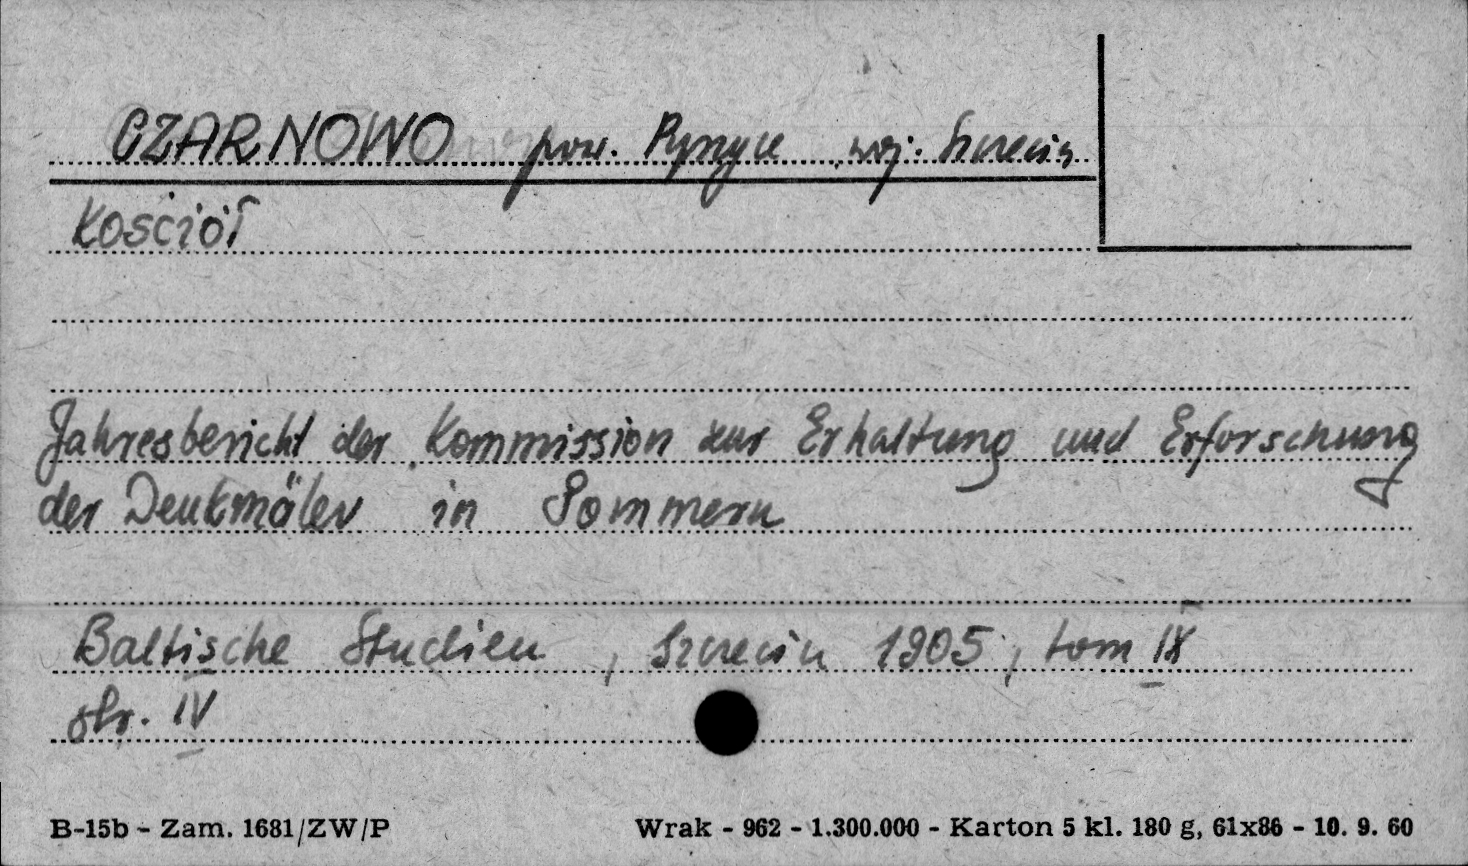 CZARNOWO pow. Pyrzyce woj. Szczecin
Kościół
Jahresbericht der Kommission zur Erhaltung und Erforschung
der Denkmäler in Pommern
Baltische Studien, Szczecin 1905, tom IX
str. IV
B-15b - Zam. 1681/ZW/P Wrak - 962 - 1.300.000 - Karton 5 kl. 180 g, 61x86 - 10. 9. 60